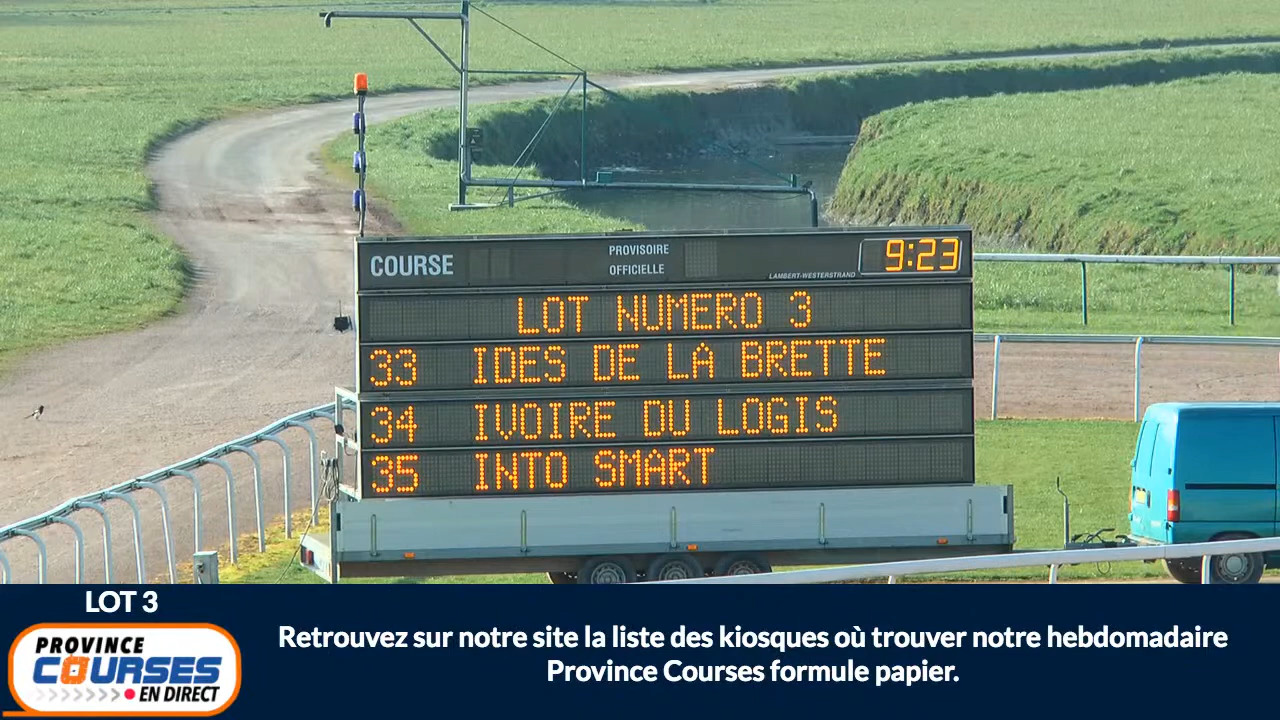 COURSE
PROVISOIRE
OFFICIELLE
LAMBERT-WESTERSTRAND
9:23
LOT NUMERO 3
33 IDES DE LA BRETTE
34 IVOIRE DU LOGIS
35 INTO SMART
LOT 3
PROVINCE
COURSES
EN DIRECT
Retrouvez sur notre site la liste des kiosques où trouver notre hebdomadaire
Province Courses formule papier.